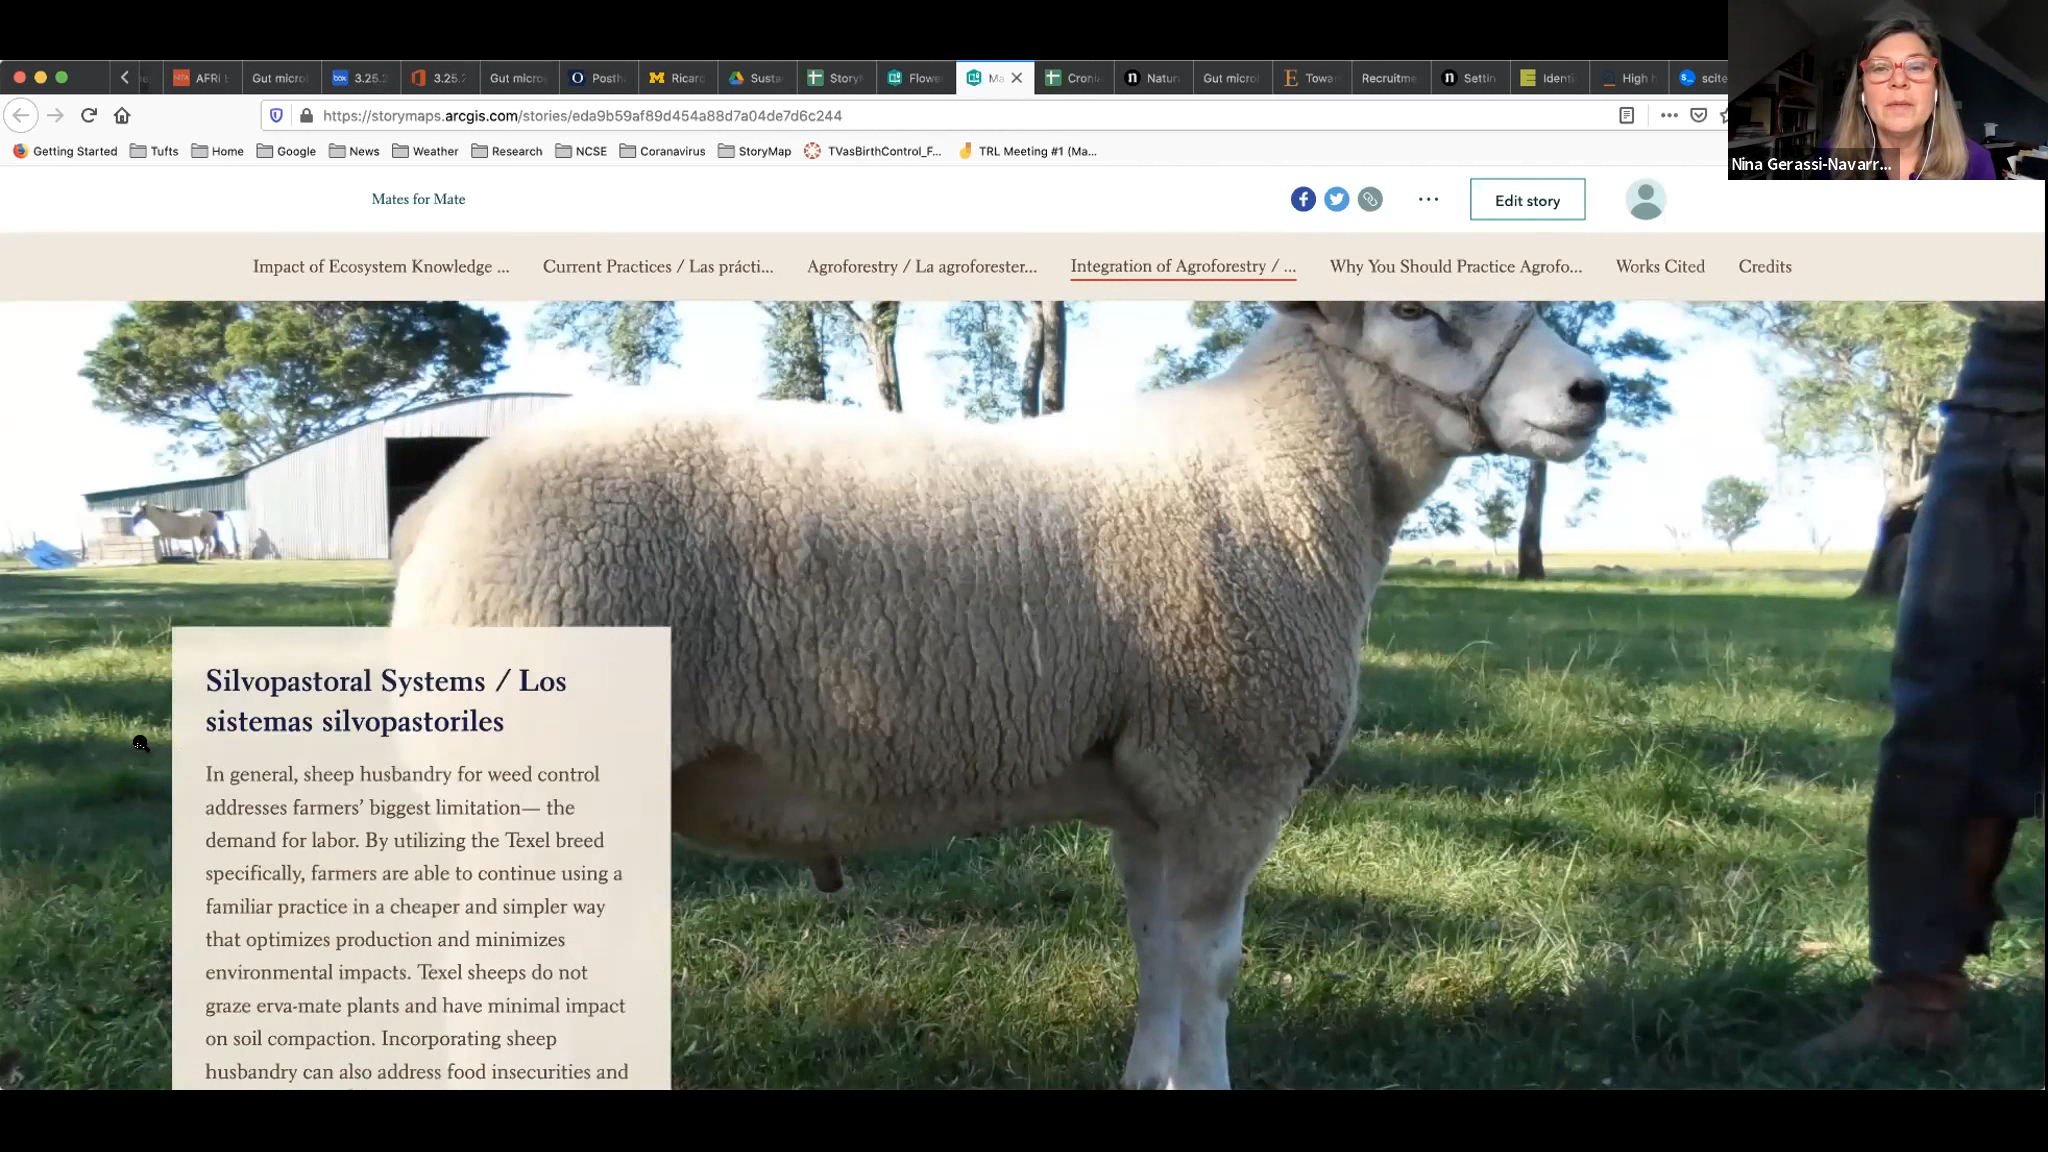 AFRI
Gut micro
3.25.2
3.25.2
Gut micro
Posth
Ricard
Susta
Story
Flowe
Ma
Croni
Natur
Gut micro
Towa
Recruitme
Settin
Identi
High h
scite
https://storymaps.arcgis.com/stories/eda9b59af89d454a88d7a04de7d6c244
Getting Started
Tufts
Home
Google
News
Weather
Research
NCSE
Coranavirus
StoryMap
TVasBirthControl_F...
TRL Meeting #1 (Ma...
Nina Gerassi-Navarr...
Mates for Mate
Edit story
Impact of Ecosystem Knowledge ...
Current Practices / Las prácti...
Agroforestry / La agroforester...
Integration of Agroforestry / ...
Why You Should Practice Agrofo...
Works Cited
Credits
Silvopastoral Systems / Los
sistemas silvopastoriles
In general, sheep husbandry for weed control
addresses farmers’ biggest limitation— the
demand for labor. By utilizing the Texel breed
specifically, farmers are able to continue using a
familiar practice in a cheaper and simpler way
that optimizes production and minimizes
environmental impacts. Texel sheeps do not
graze erva-mate plants and have minimal impact
on soil compaction. Incorporating sheep
husbandry can also address food insecurities and